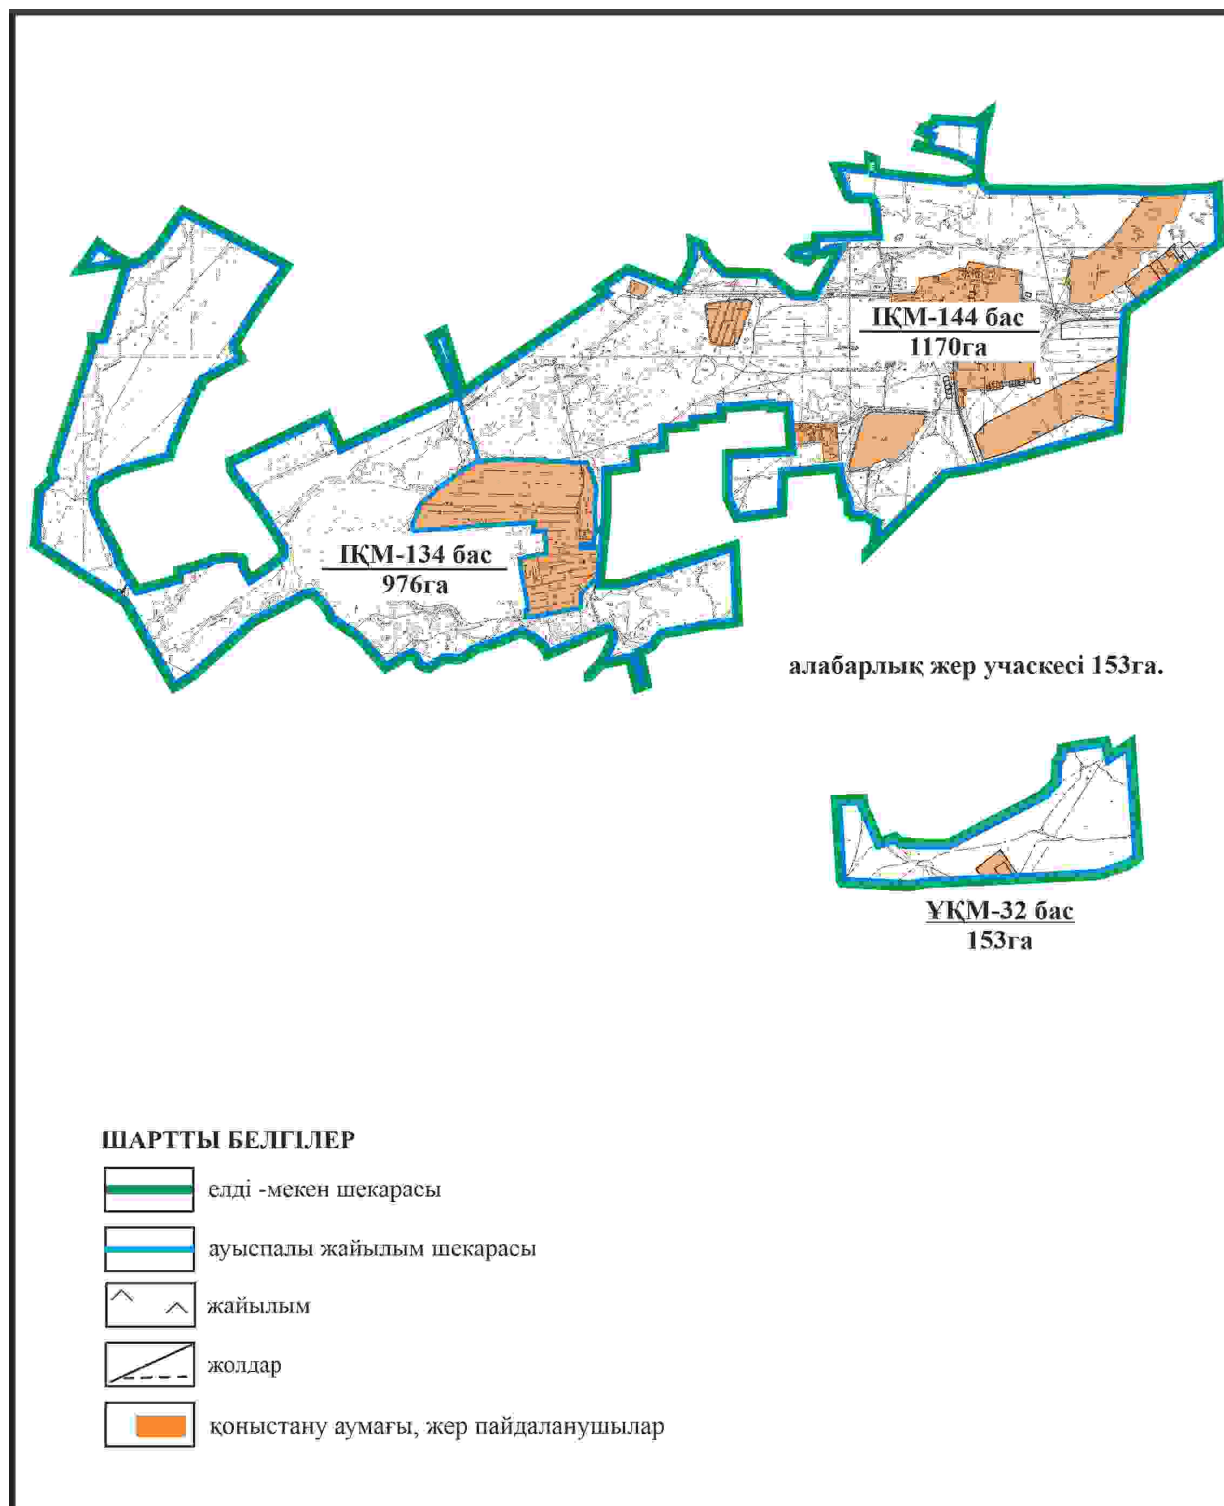 ІҚМ-144 бас
1170га
ІҚМ-134 бас
976га
алабарлық жер учаскесі 153га.
ҰҚМ-32 бас
153га
ШАРТТЫ БЕЛГІЛЕР
елді -мекен шекарасы
ауыспалы жайылым шекарасы
жайылым
жолдар
қоныстану аумағы, жер пайдаланушылар